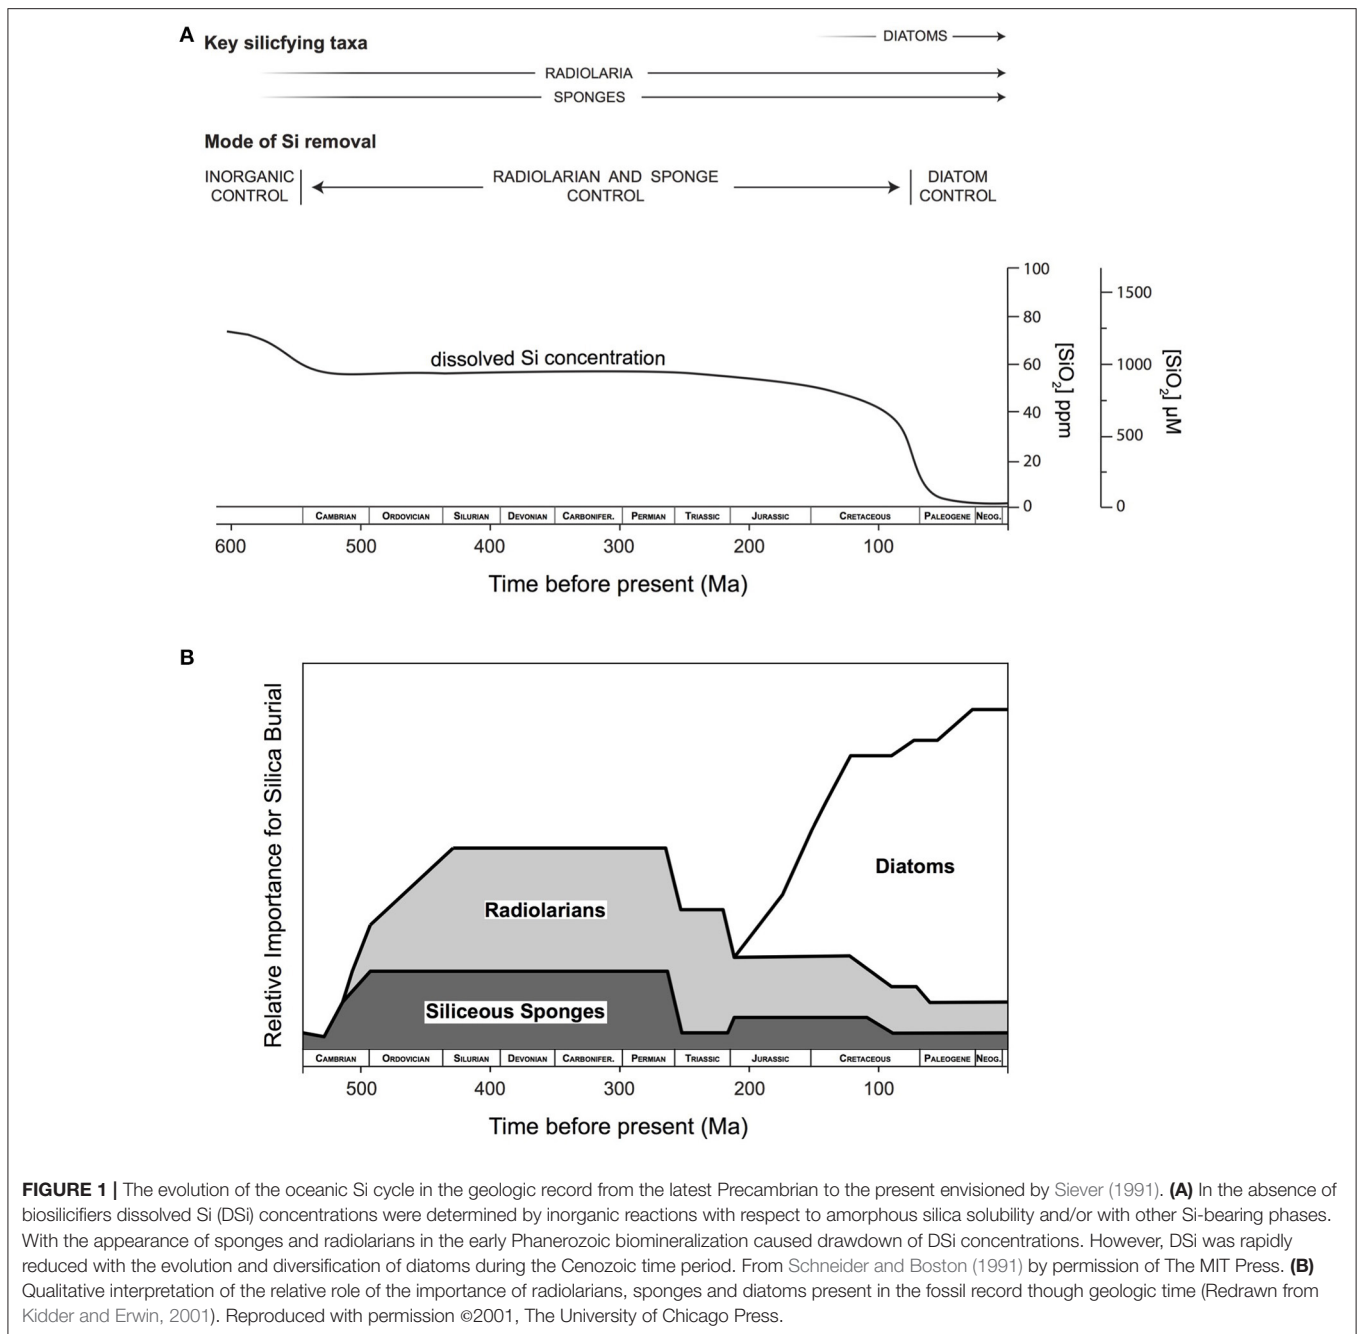 A
Key silicfying taxa
DIATOMS
RADIOLARIA
SPONGES
Mode of Si removal
INORGANIC
CONTROL
RADIOLARIAN AND SPONGE
CONTROL
DIATOM
CONTROL
dissolved Si concentration
100
80
60
40
20
0
[SiO2] ppm
1500
1000
500
0
[SiO2] µM
CAMBRIAN ORDOVICIAN SILURIAN DEVONIAN CARBONIFER. PERMIAN TRIASSIC JURASSIC CRETACEOUS PALEOGENE NEOG.
600 500 400 300 200 100
Time before present (Ma)
B
Relative Importance for Silica Burial
Diatoms
Radiolarians
Siliceous Sponges
CAMBRIAN ORDOVICIAN SILURIAN DEVONIAN CARBONIFER. PERMIAN TRIASSIC JURASSIC CRETACEOUS PALEOGENE NEOG.
500 400 300 200 100
Time before present (Ma)
FIGURE 1 | The evolution of the oceanic Si cycle in the geologic record from the latest Precambrian to the present envisioned by Siever (1991). (A) In the absence of
biosilicifiers dissolved Si (DSi) concentrations were determined by inorganic reactions with respect to amorphous silica solubility and/or with other Si-bearing phases.
With the appearance of sponges and radiolarians in the early Phanerozoic biomineralization caused drawdown of DSi concentrations. However, DSi was rapidly
reduced with the evolution and diversification of diatoms during the Cenozoic time period. From Schneider and Boston (1991) by permission of The MIT Press. (B)
Qualitative interpretation of the relative role of the importance of radiolarians, sponges and diatoms present in the fossil record though geologic time (Redrawn from
Kidder and Erwin, 2001). Reproduced with permission ©2001, The University of Chicago Press.